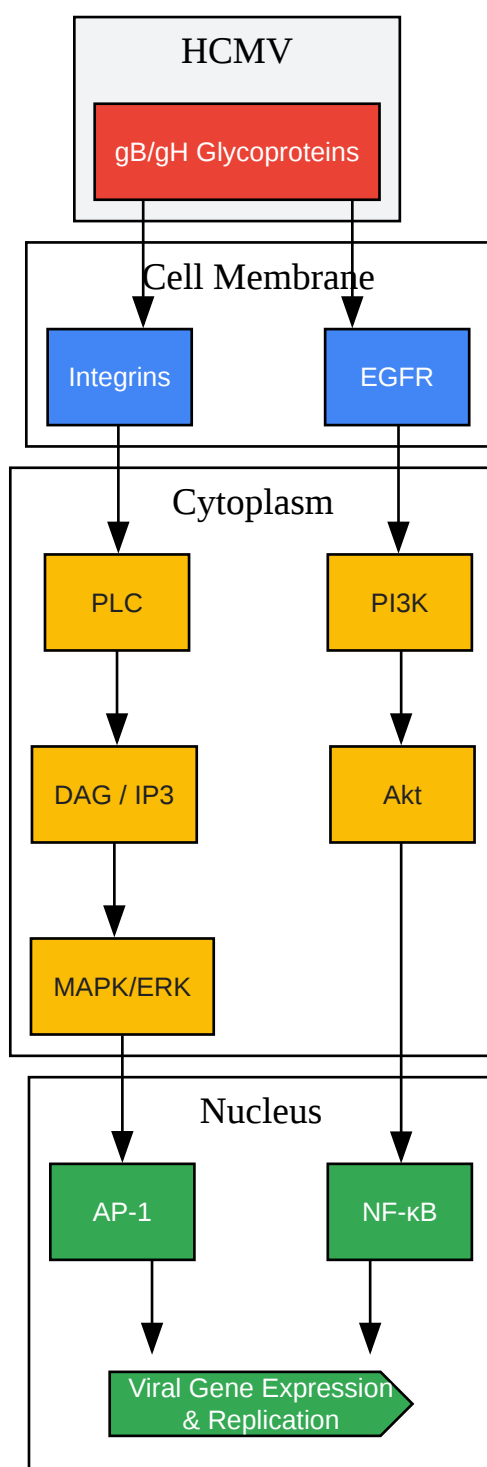 HCMV
gB/gH Glycoproteins
Cell Membrane
Integrins
EGFR
Cytoplasm
PLC
PI3K
DAG / IP3
Akt
MAPK/ERK
Nucleus
AP-1
NF-κB
Viral Gene Expression
& Replication